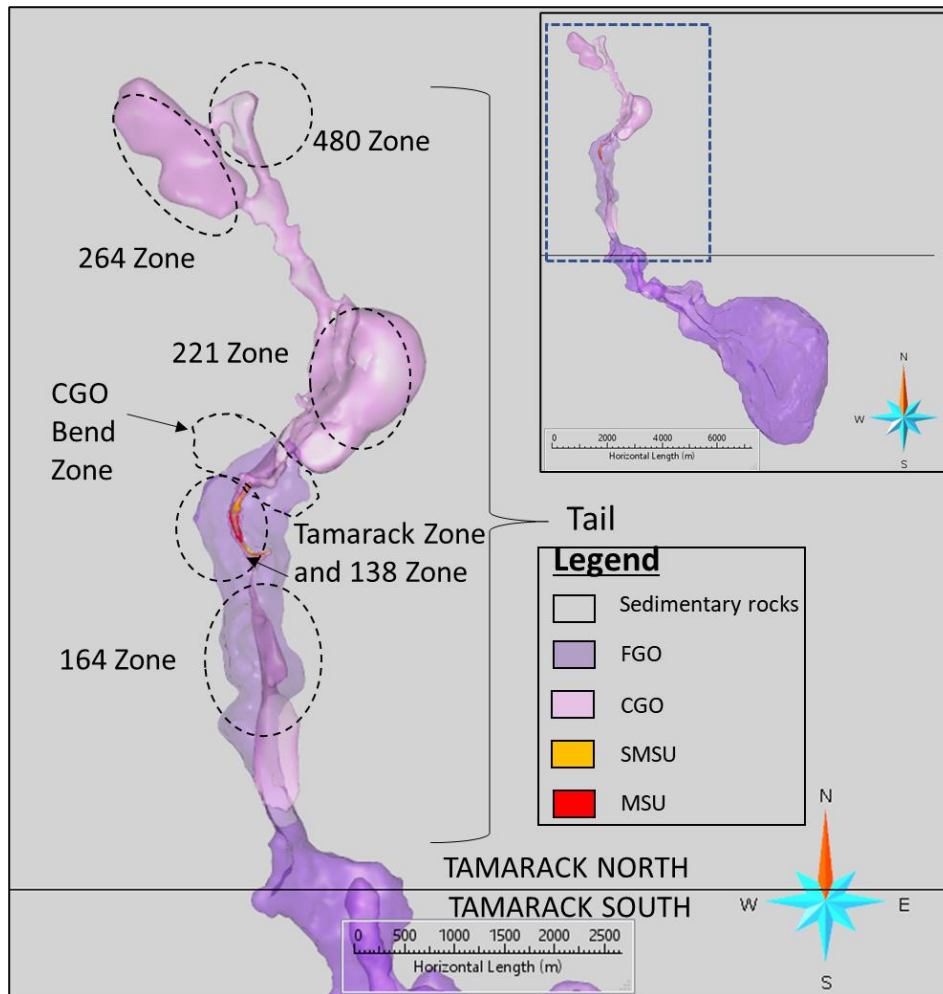 480 Zone
264 Zone
221 Zone
CGO
Bend
Zone
Tamarack Zone
and 138 Zone
164 Zone
Tail
N
W
S
0 2000 4000 6000
Horizontal Length (m)
Legend
Sedimentary rocks
FGO
CGO
SMSU
MSU
TAMARACK NORTH
TAMARACK SOUTH
N
W E
S
0 500 1000 1500 2000 2500
Horizontal Length (m)